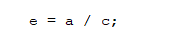 e = a / c;